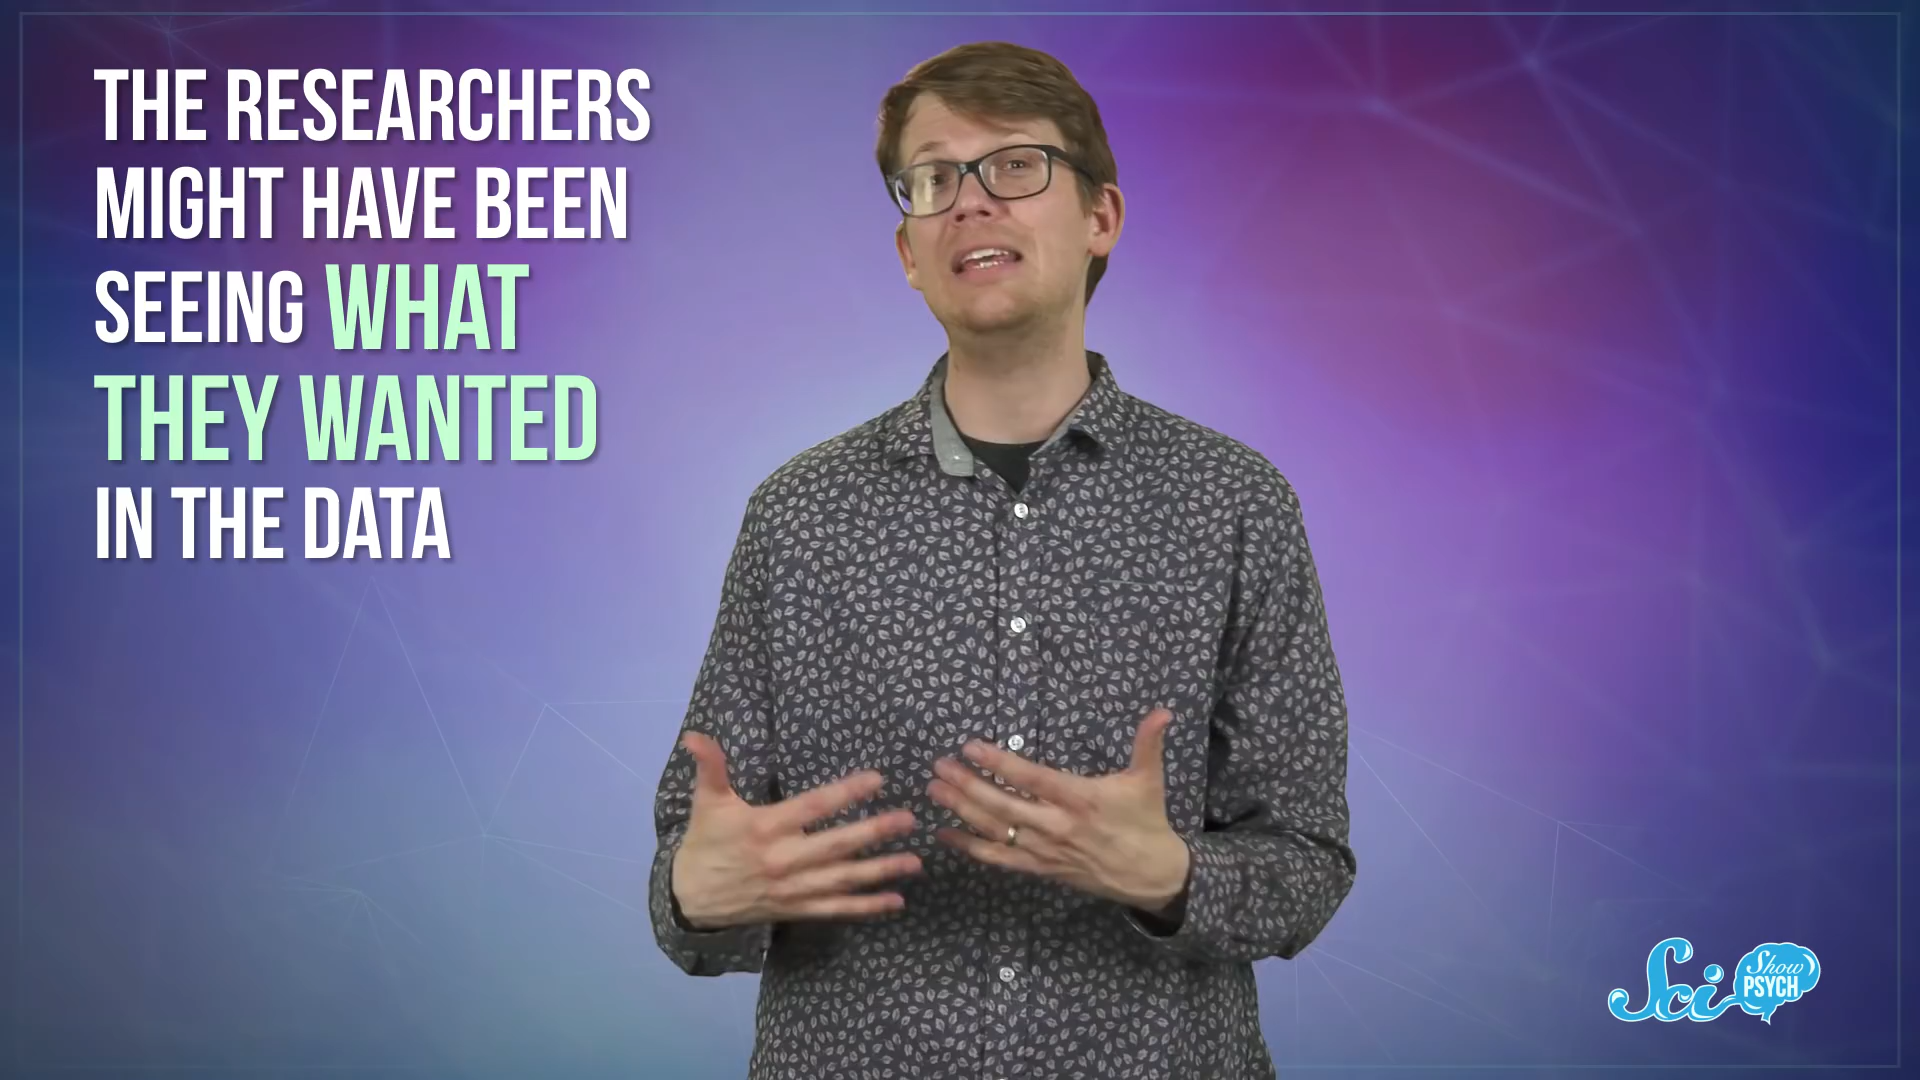 THE RESEARCHERS
MIGHT HAVE BEEN
SEEING WHAT
THEY WANTED
IN THE DATA
Sci
Show
PSYCH